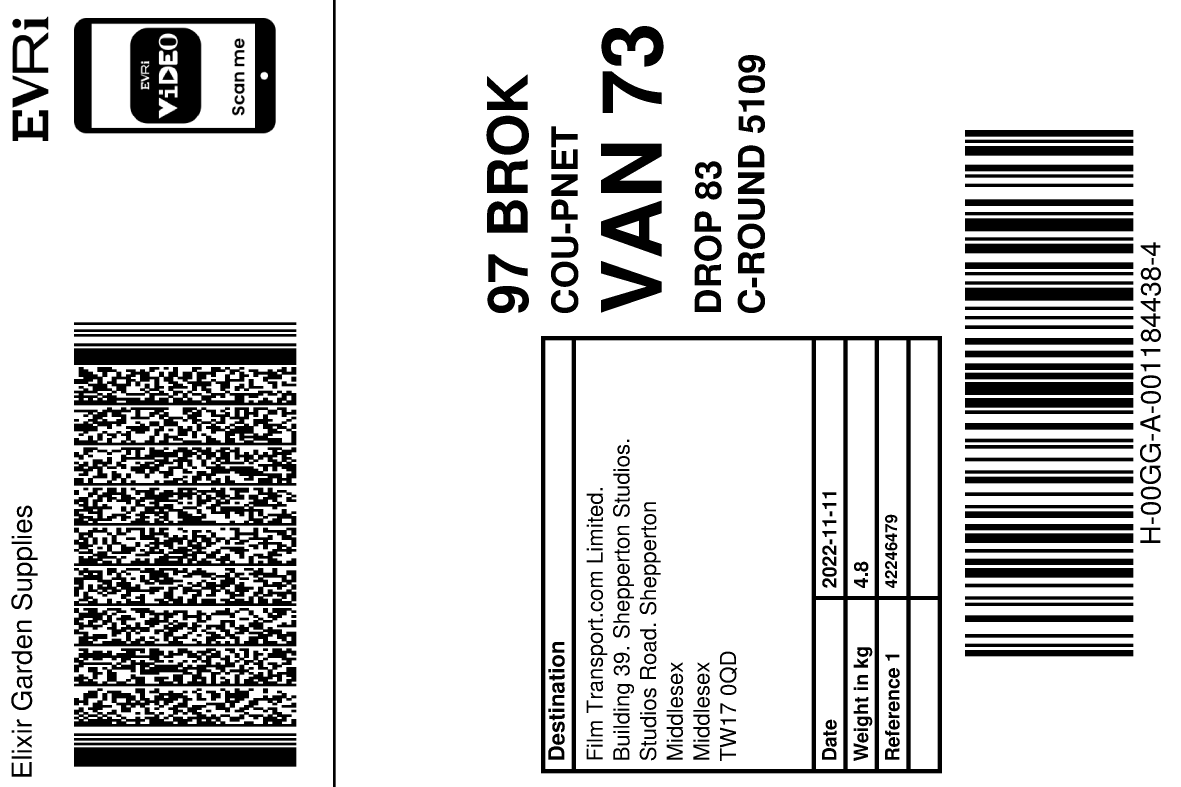 EVRi
EVRi
ViDEO
Scan me
Elixir Garden Supplies
97 BROK
COU-PNET
VAN 73
DROP 83
C-ROUND 5109
Destination
Film Transport.com Limited.
Building 39. Shepperton Studios.
Studios Road. Shepperton
Middlesex
Middlesex
TW17 0QD
Date 2022-11-11
Weight in kg 4.8
Reference 1 42246479
H-00GG-A-001184438-4